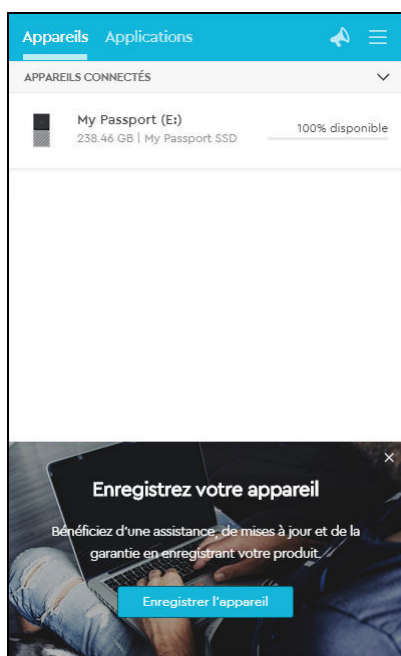 Appareils Applications
APPAREILS CONNECTÉS
My Passport (E:)
238.46 GB | My Passport SSD
100% disponible
Enregistrez votre appareil
Bénéficiez d'une assistance, de mises à jour et de la
garantie en enregistrant votre produit.
Enregistrer l'appareil